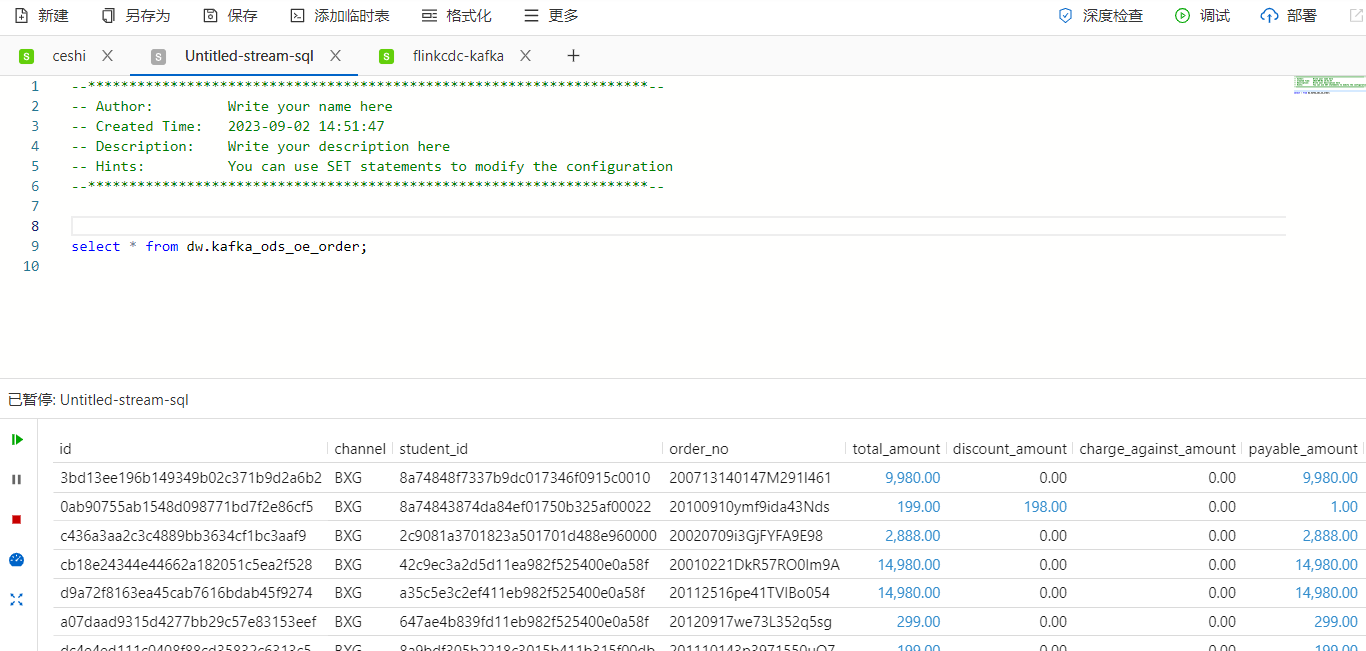 新建 另存为 保存 添加临时表 格式化 更多 深度检查 调试 部署
S ceshi S Untitled-stream-sql S flinkcdc-kafka
1 --********************************************************************--
2 -- Author: Write your name here
3 -- Created Time: 2023-09-02 14:51:47
4 -- Description: Write your description here
5 -- Hints: You can use SET statements to modify the configuration
6 --********************************************************************--
7
8
9 select * from dw.kafka_ods_oe_order;
10
已暂停: Untitled-stream-sql
id channel student_id order_no total_amount discount_amount charge_against_amount payable_amount
3bd13ee196b149349b02c371b9d2a6b2 BXG 8a74848f7337b9dc017346f0915c0010 200713140147M291I461 9,980.00 0.00 0.00 9,980.00
0ab90755ab1548d098771bd7f2e86cf5 BXG 8a74843874da84ef01750b325af00022 20100910ymf9ida43Nds 199.00 198.00 0.00 1.00
c436a3aa2c3c4889bb3634cf1bc3aaf9 BXG 2c9081a3701823a501701d488e960000 20020709i3GjFYFA9E98 2,888.00 0.00 0.00 2,888.00
cb18e24344e44662a182051c5ea2f528 BXG 42c9ec3a2d5d11ea982f525400e0a58f 20010221DkR57RO0Im9A 14,980.00 0.00 0.00 14,980.00
d9a72f8163ea45cab7616bdab45f9274 BXG a35c5e3c2ef411eb982f525400e0a58f 20112516pe41TVIBo054 14,980.00 0.00 0.00 14,980.00
a07daad9315d4277bb29c57e83153eef BXG 647ae4b839fd11eb982f525400e0a58f 20120917we73L352q5sg 299.00 0.00 0.00 299.00
BXG 199.00 0.00 0.00 199.00